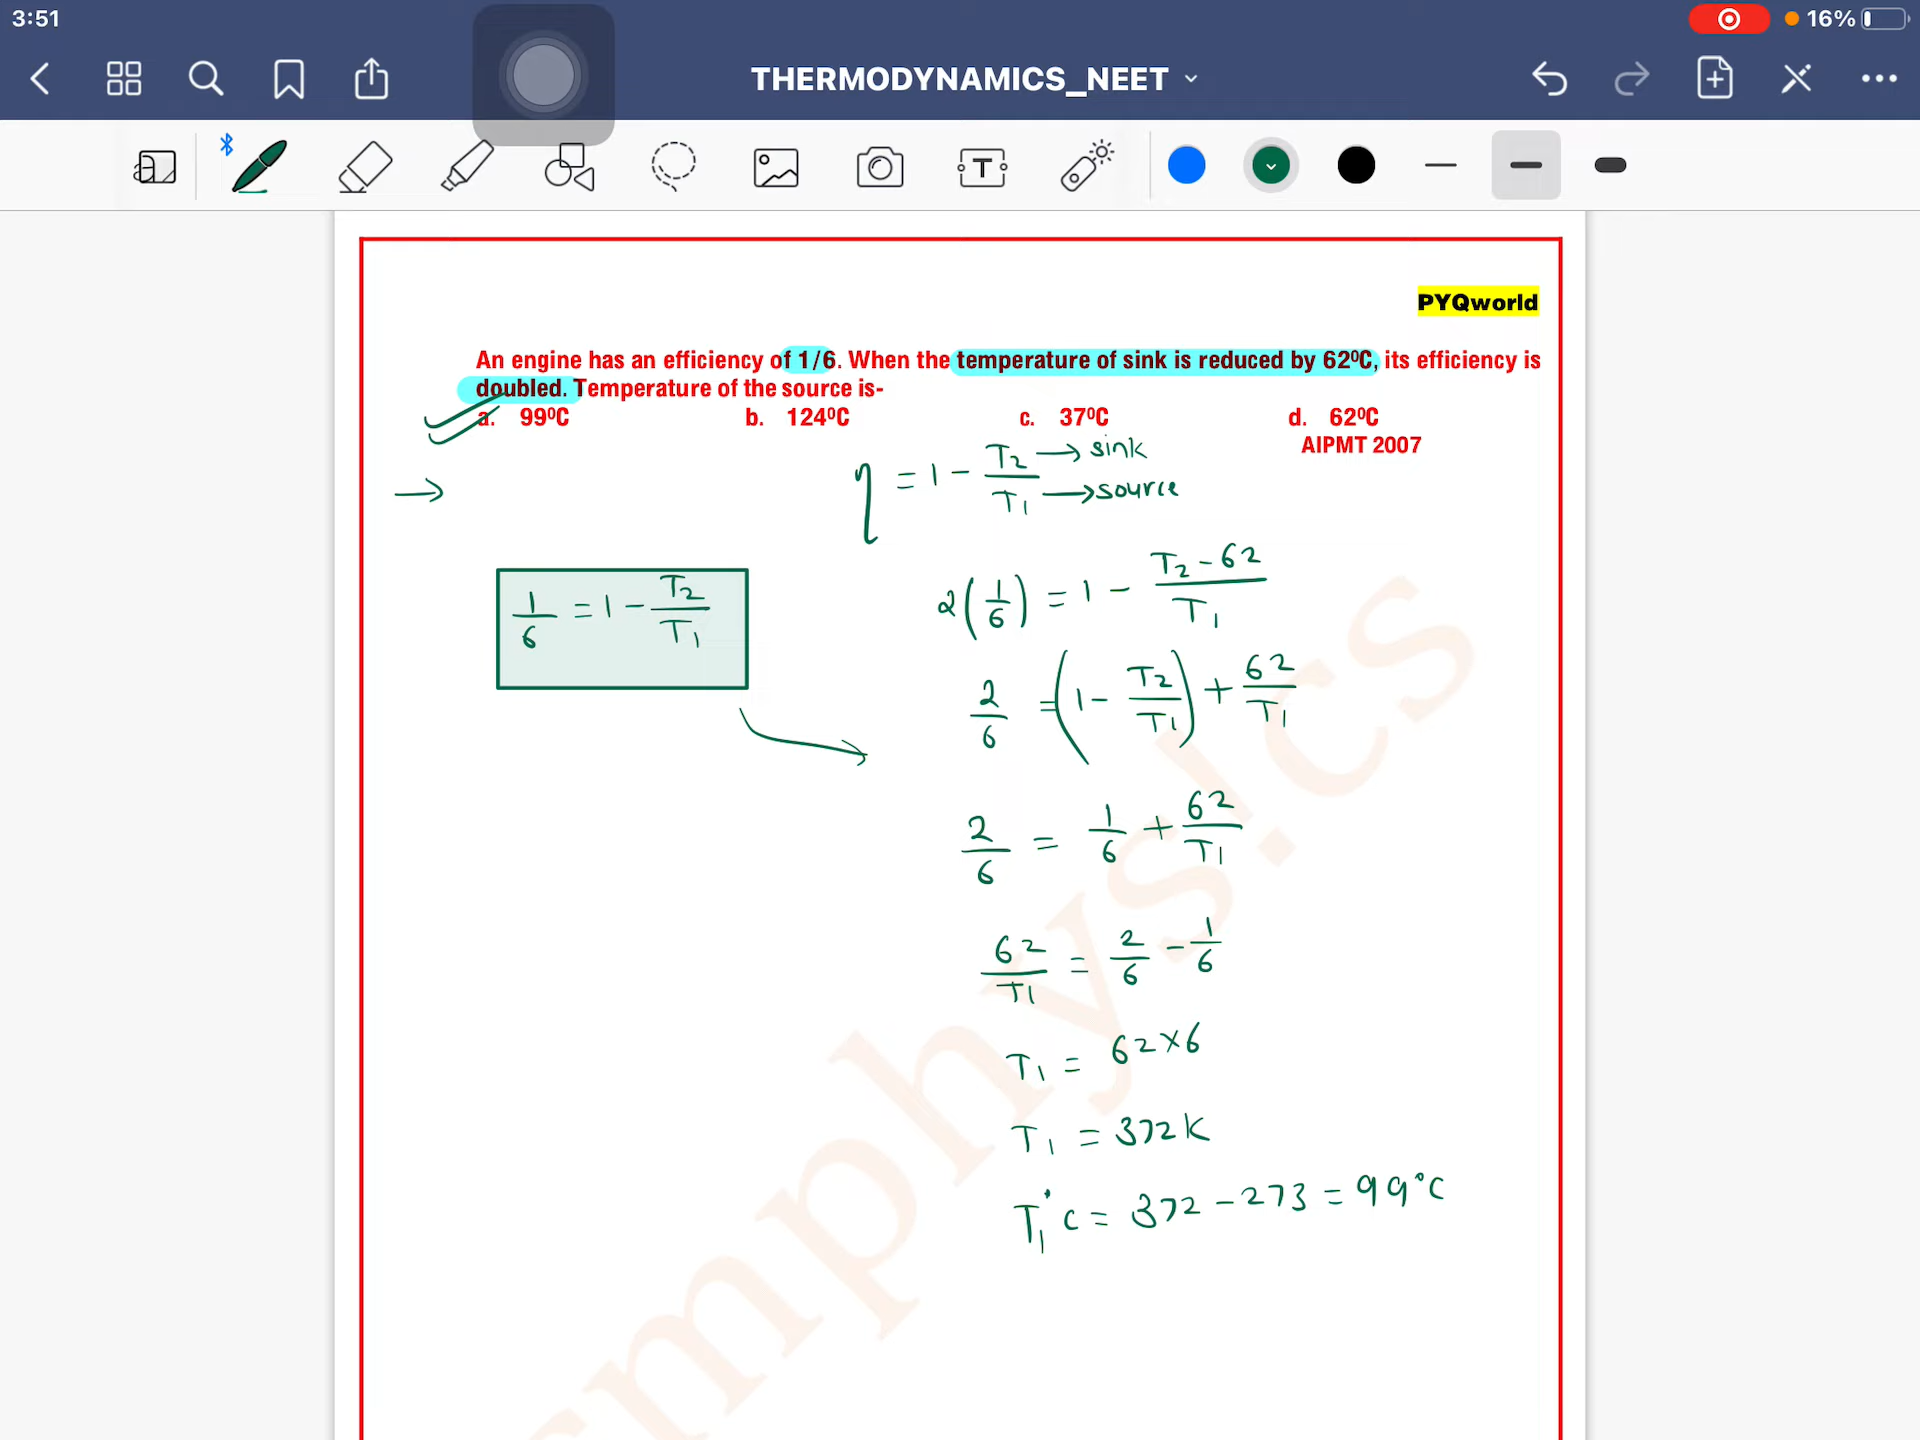 3:51
16%
THERMODYNAMICS_NEET
a
T
PYQworld
An engine has an efficiency of 1/6. When the temperature of sink is reduced by 62⁰C, its efficiency is
doubled. Temperature of the source is-
a. 99⁰C b. 124⁰C c. 37⁰C d. 62⁰C
AIPMT 2007
η = 1 - T₂/T₁ → sink → source
1/6 = 1 - T₂/T₁
2(1/6) = 1 - (T₂ - 62)/T₁
2/6 = (1 - T₂/T₁) + 62/T₁
2/6 = 1/6 + 62/T₁
62/T₁ = 2/6 - 1/6
T₁ = 62×6
T₁ = 372K
T₁°C = 372 - 273 = 99°C
smphys!cs